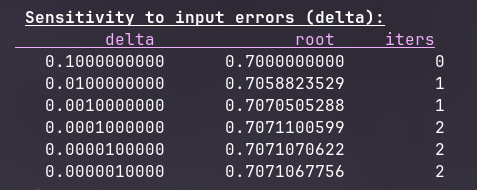 Sensitivity to input errors (delta):
delta root iters
0.1000000000 0.7000000000 0
0.0100000000 0.7058823529 1
0.0010000000 0.7070505288 1
0.0001000000 0.7071100599 2
0.0000100000 0.7071070622 2
0.0000010000 0.7071067756 2